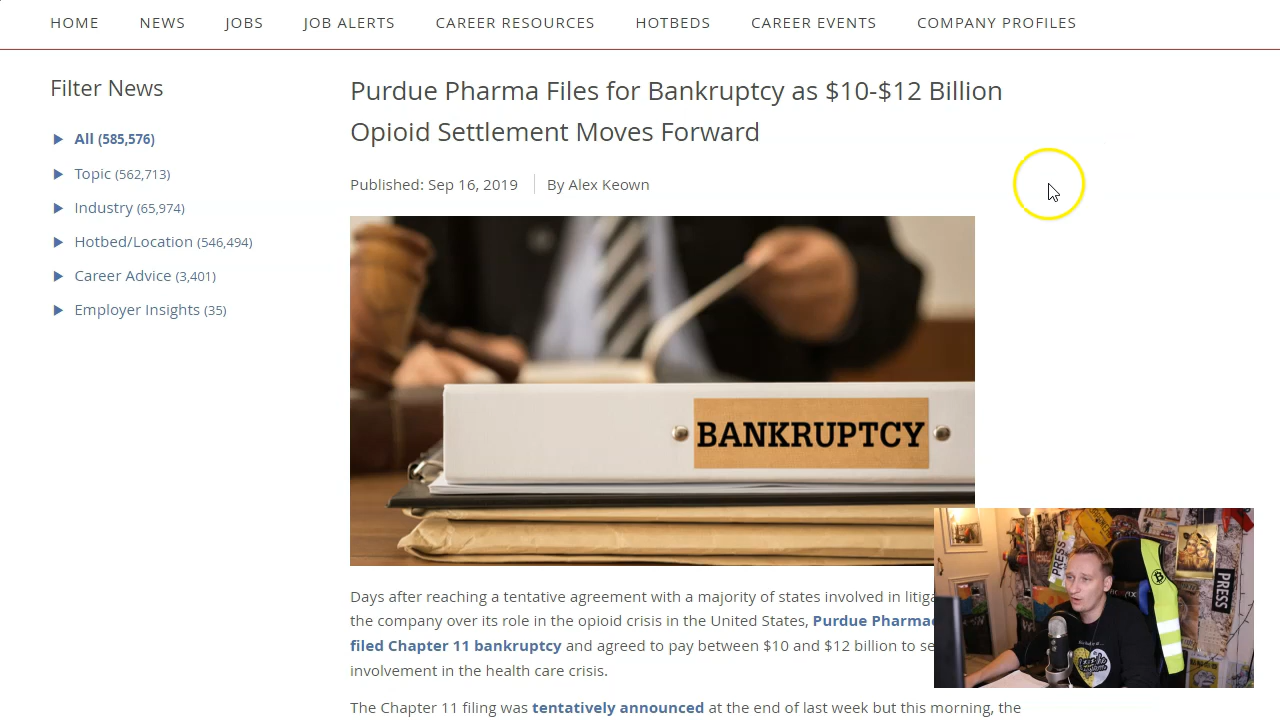 HOME NEWS JOBS JOB ALERTS CAREER RESOURCES HOTBEDS CAREER EVENTS COMPANY PROFILES
Filter News
All (585,576)
Topic (562,713)
Industry (65,974)
Hotbed/Location (546,494)
Career Advice (3,401)
Employer Insights (35)
Purdue Pharma Files for Bankruptcy as $10-$12 Billion
Opioid Settlement Moves Forward
Published: Sep 16, 2019 By Alex Keown
BANKRUPTCY
Days after reaching a tentative agreement with a majority of states involved in
the company over its role in the opioid crisis in the United States, Purdue
filed Chapter 11 bankruptcy and agreed to pay between $10 and $12 billion to
involvement in the health care crisis.
The Chapter 11 filing was tentatively announced at the end of last week but this morning, the
PRESS
PRESS